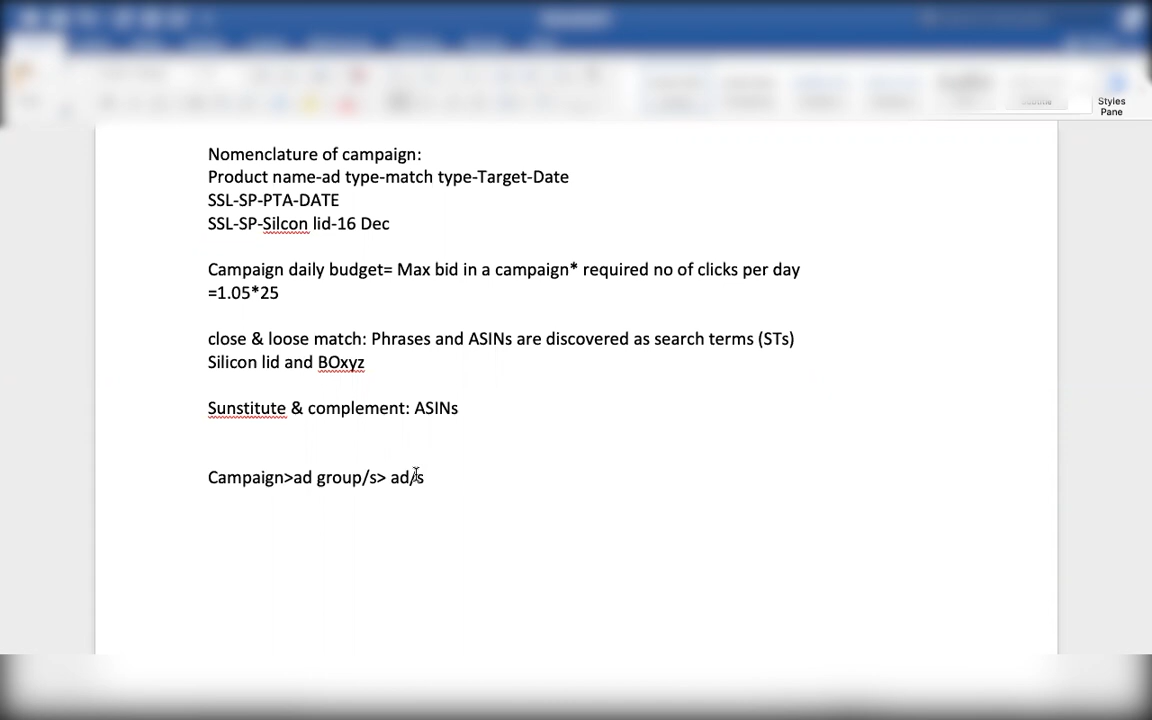 Styles
Pane
Nomenclature of campaign:
Product name-ad type-match type-Target-Date
SSL-SP-PTA-DATE
SSL-SP-Silcon lid-16 Dec
Campaign daily budget= Max bid in a campaign* required no of clicks per day
=1.05*25
close & loose match: Phrases and ASINs are discovered as search terms (STs)
Silicon lid and BOxyz
Sunstitute & complement: ASINs
Campaign>ad group/s> ad/s